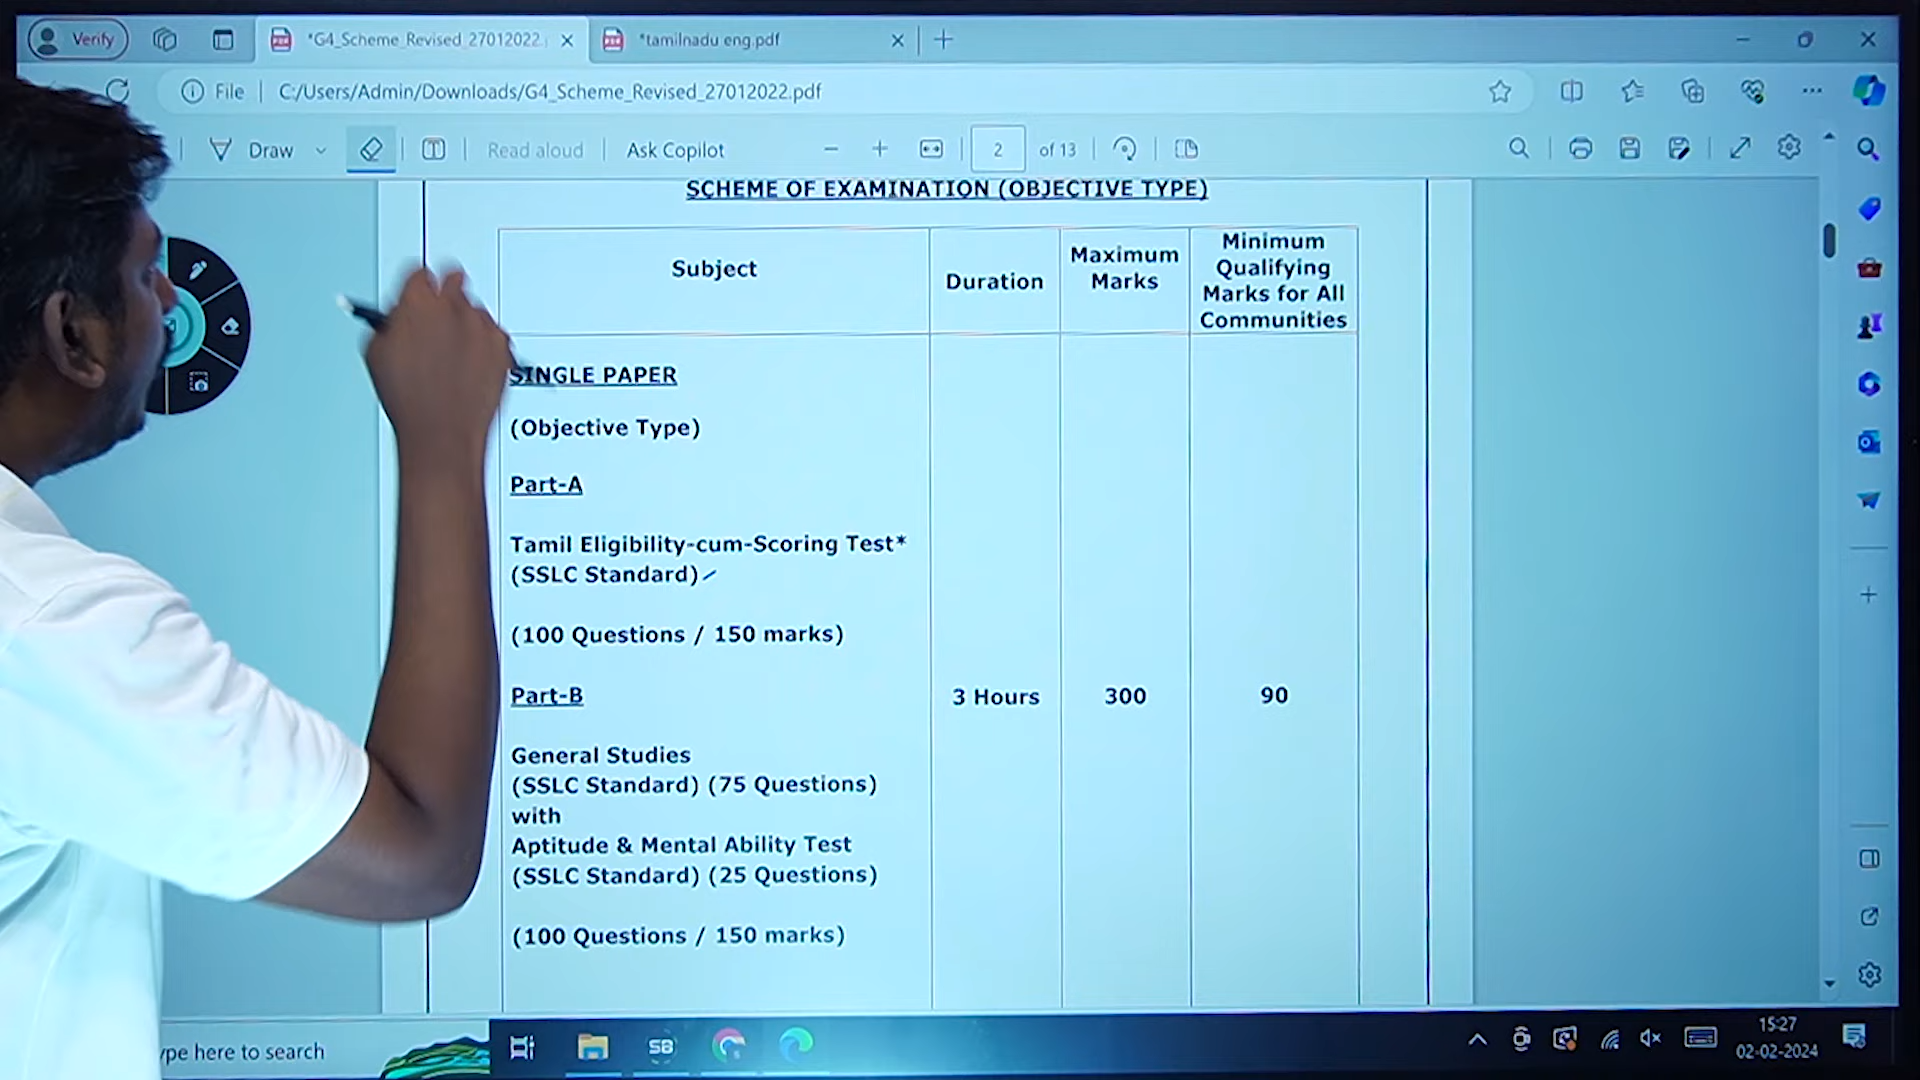 Verify
*G4_Scheme_Revised_27012022.
*tamilnadu eng.pdf
File
C:/Users/Admin/Downloads/G4_Scheme_Revised_27012022.pdf
Draw
Read aloud
Ask Copilot
2
of 13
SCHEME OF EXAMINATION (OBJECTIVE TYPE)
Subject
Duration
Maximum
Marks
Minimum
Qualifying
Marks for All
Communities
SINGLE PAPER
(Objective Type)
Part-A
Tamil Eligibility-cum-Scoring Test*
(SSLC Standard)
(100 Questions / 150 marks)
Part-B
3 Hours
300
90
General Studies
(SSLC Standard) (75 Questions)
with
Aptitude & Mental Ability Test
(SSLC Standard) (25 Questions)
(100 Questions / 150 marks)
ype here to search
SB
15:27
02-02-2024